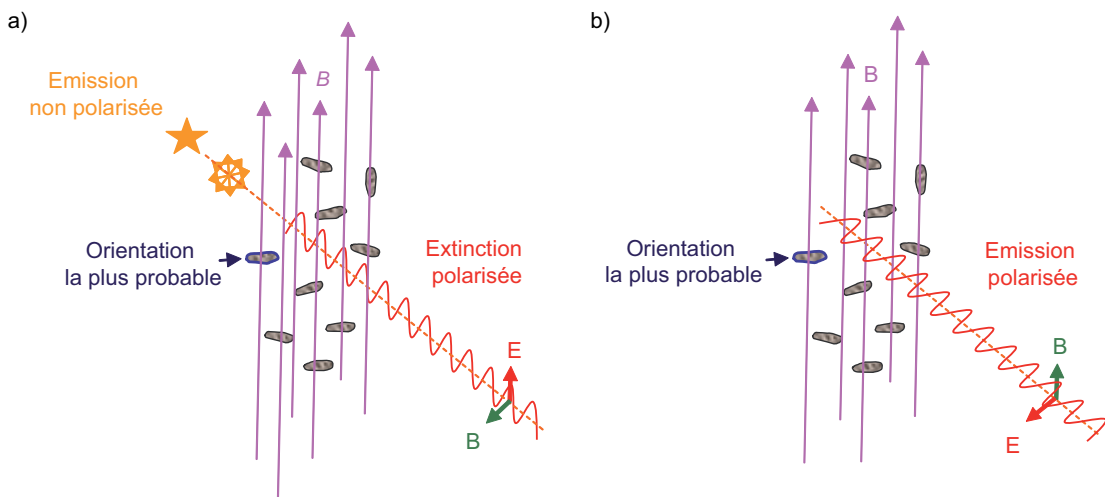 a)
Emission
non polarisée
B
Orientation
la plus probable
Extinction
polarisée
E
B
b)
B
Orientation
la plus probable
Emission
polarisée
B
E